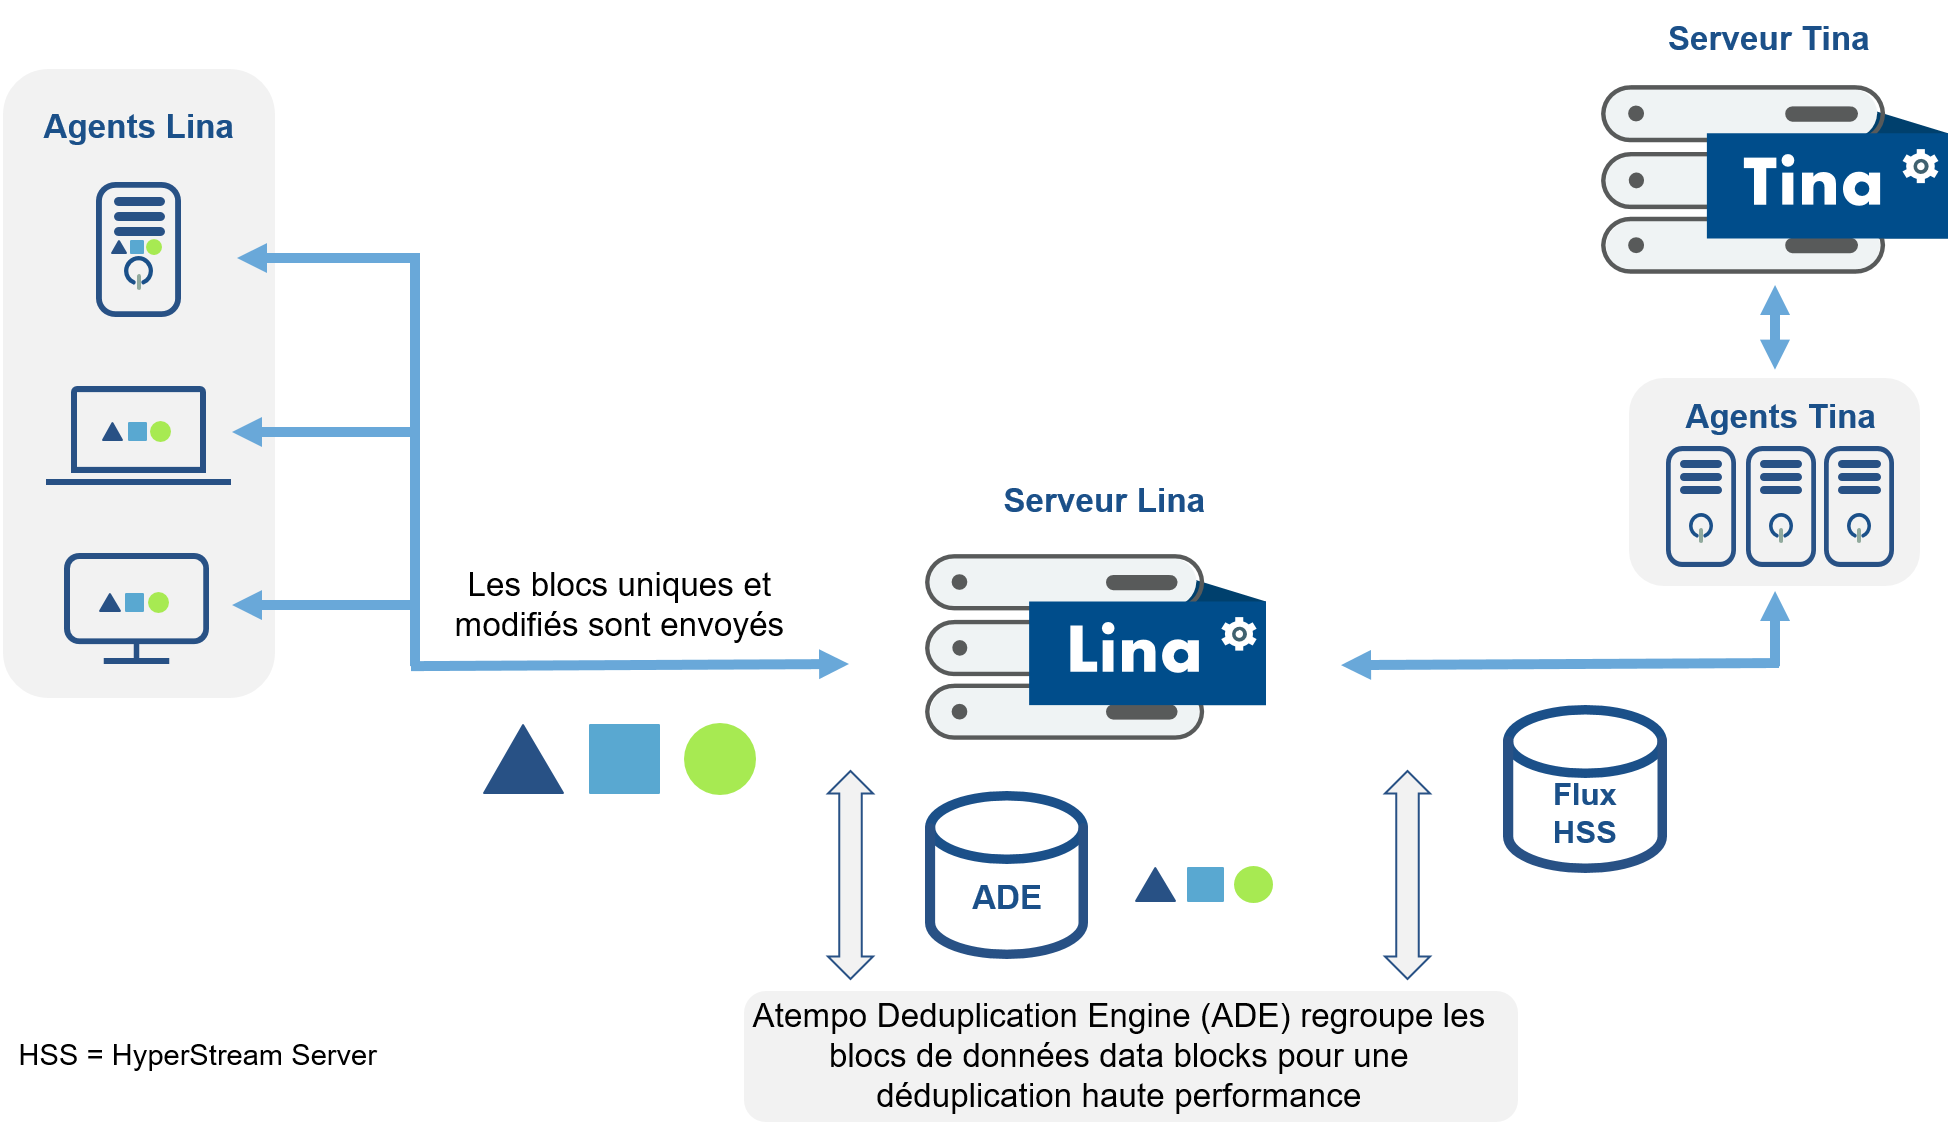 Serveur Tina
Agents Lina
Tina
Agents Tina
Serveur Lina
Les blocs uniques et
modifiés sont envoyés
Lina
Flux
HSS
ADE
Atempo Deduplication Engine (ADE) regroupe les
blocs de données data blocks pour une
déduplication haute performance
HSS = HyperStream Server